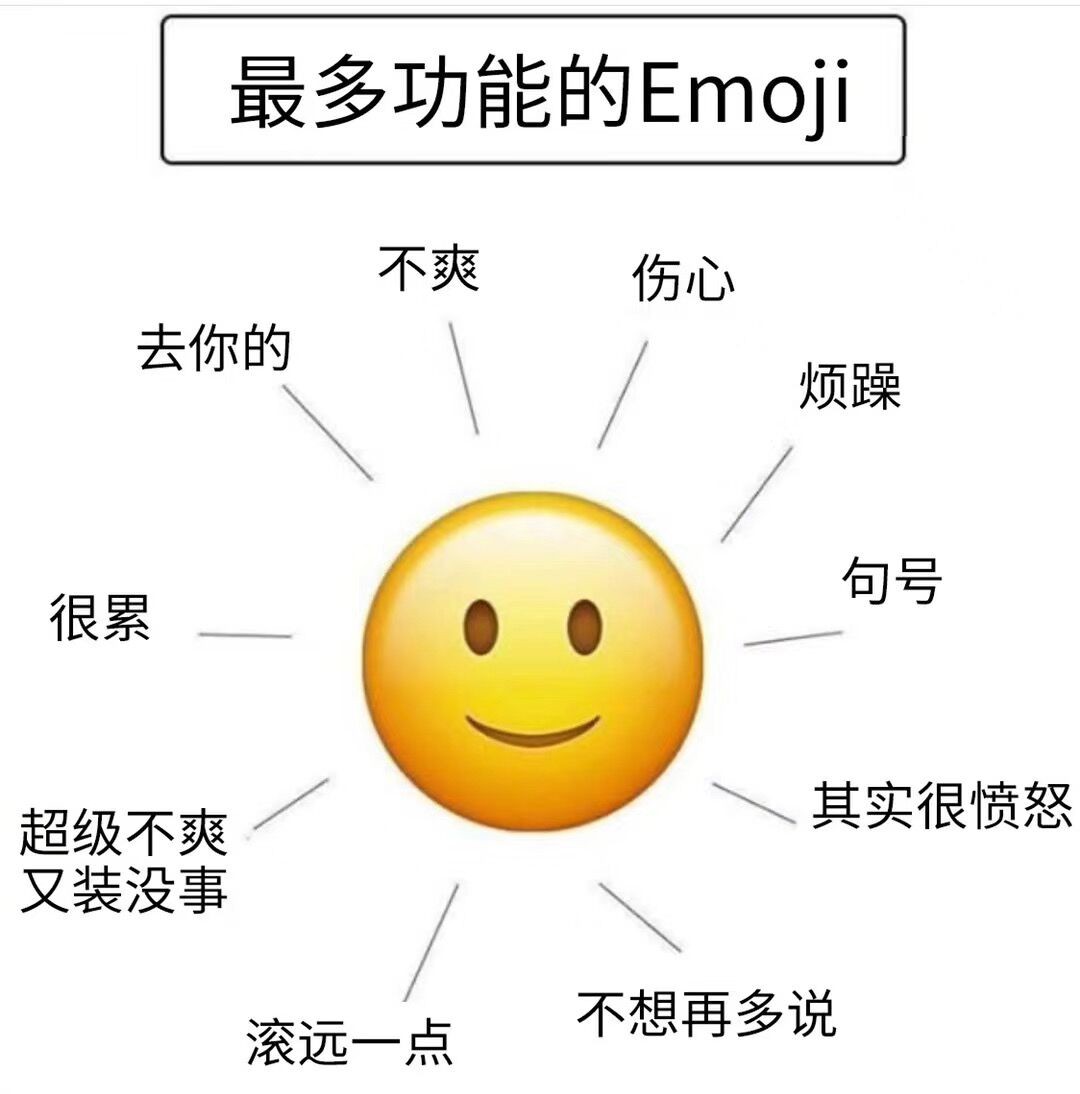 最多功能的Emoji
不爽
伤心
去你的
烦躁
句号
很累
其实很愤怒
超级不爽
又装没事
不想再多说
滚远一点